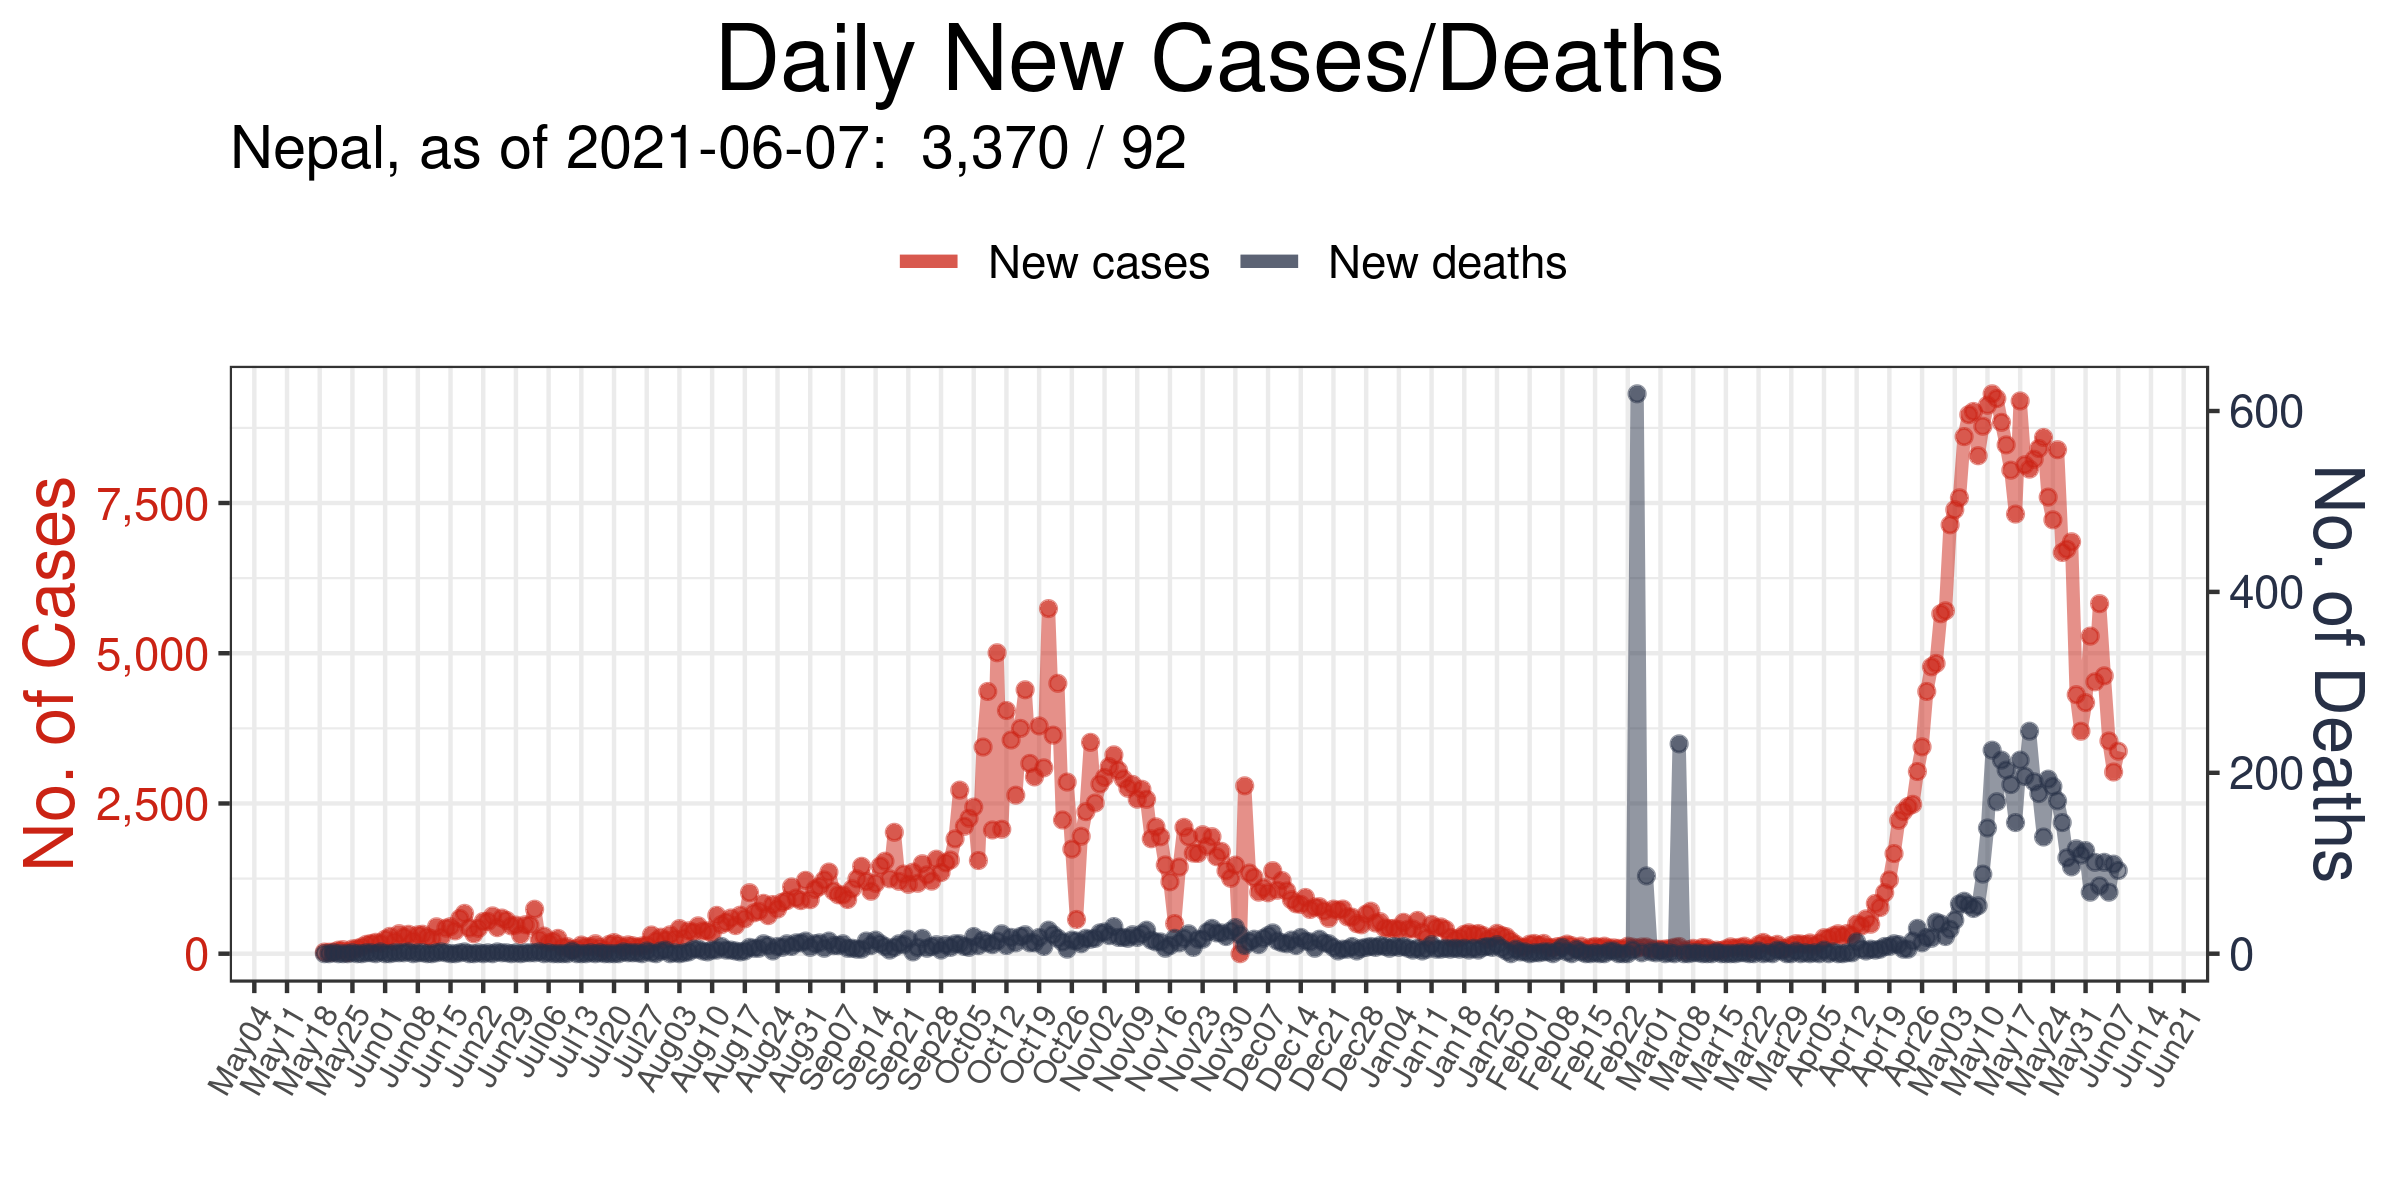 Daily New Cases/Deaths
Nepal, as of 2021-06-07:  3,370 / 92
New cases New deaths
No. of Cases
7,500
5,000
2,500
0
600
400
200
0
No. of Deaths
May04 May11 May18 May25 Jun01 Jun08 Jun15 Jun22 Jun29 Jul06 Jul13 Jul20 Jul27 Aug03 Aug10 Aug17 Aug24 Aug31 Sep07 Sep14 Sep21 Sep28 Oct05 Oct12 Oct19 Oct26 Nov02 Nov09 Nov16 Nov23 Nov30 Dec07 Dec14 Dec21 Dec28 Jan04 Jan11 Jan18 Jan25 Feb01 Feb08 Feb15 Feb22 Mar01 Mar08 Mar15 Mar22 Mar29 Apr05 Apr12 Apr19 Apr26 May03 May10 May17 May24 May31 Jun07 Jun14 Jun21